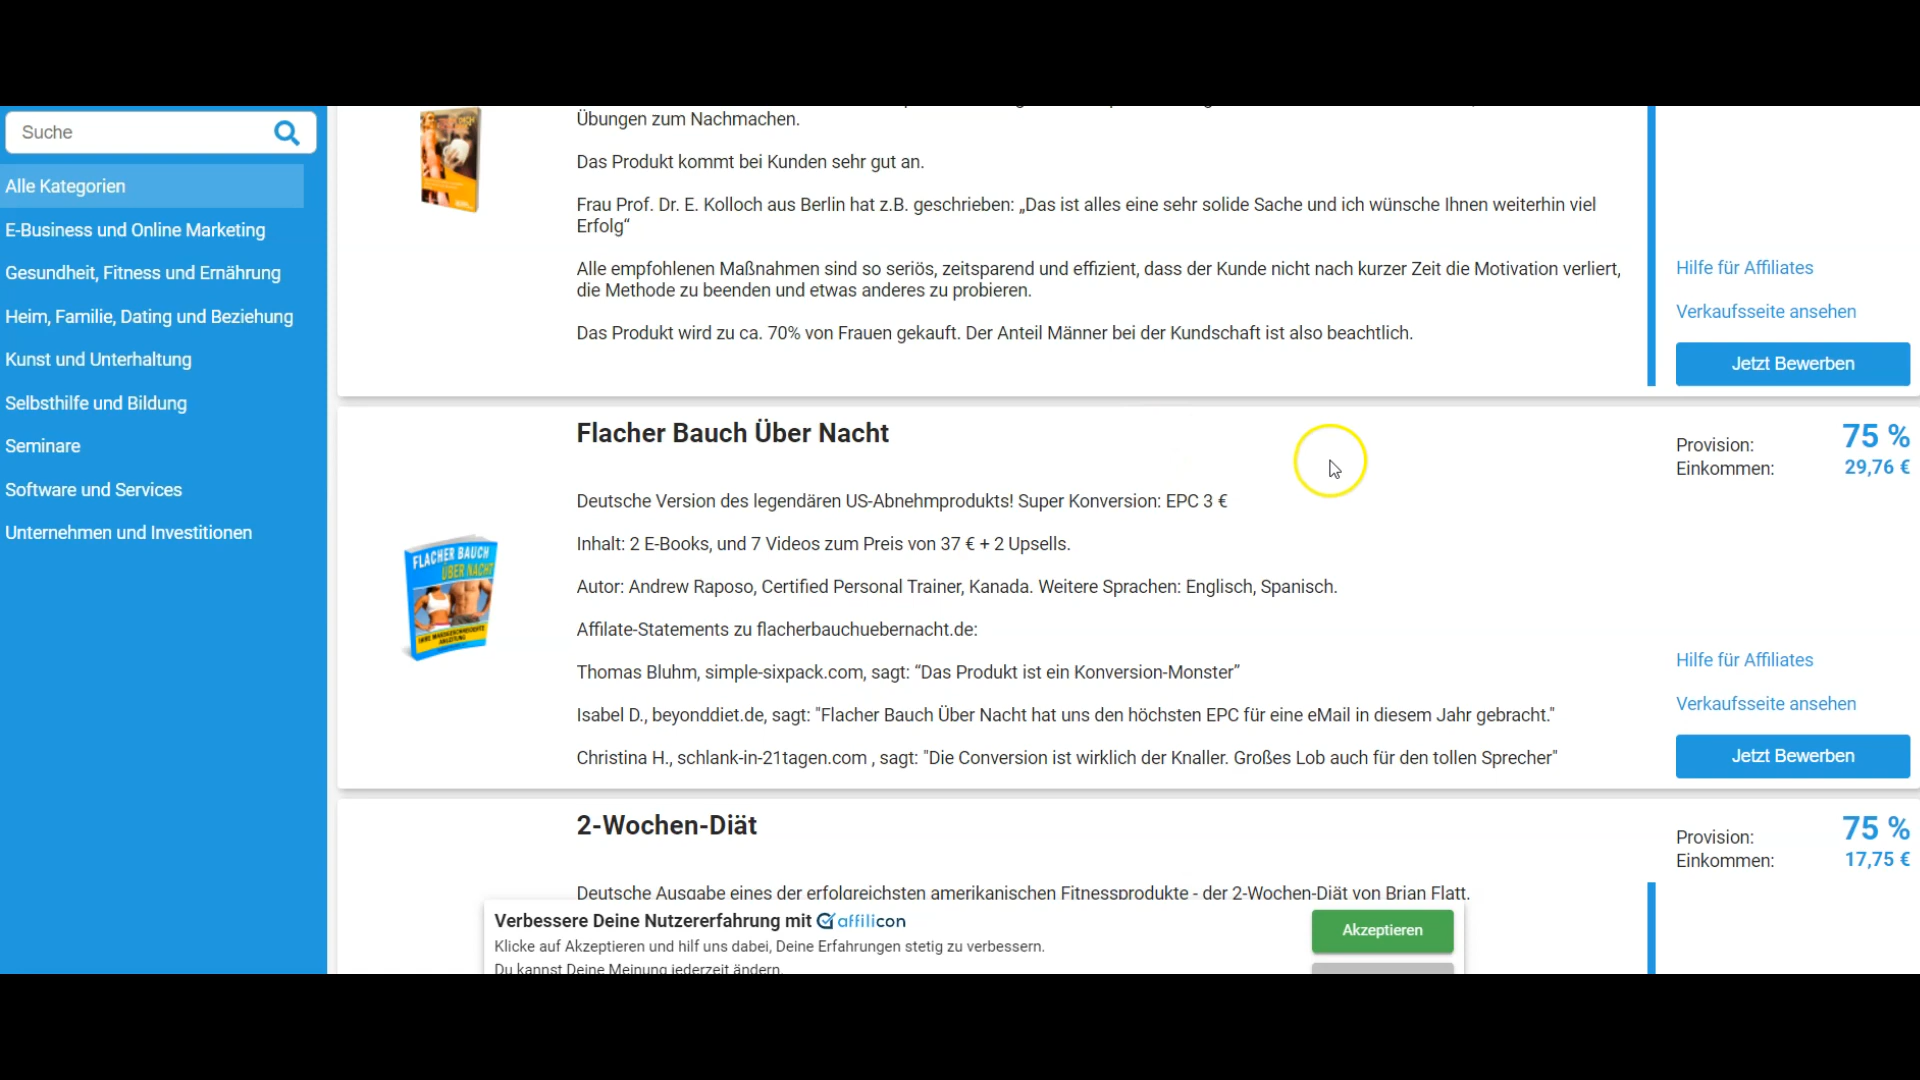 Suche
Alle Kategorien
E-Business und Online Marketing
Gesundheit, Fitness und Ernährung
Heim, Familie, Dating und Beziehung
Kunst und Unterhaltung
Selbsthilfe und Bildung
Seminare
Software und Services
Unternehmen und Investitionen
Übungen zum Nachmachen.
Das Produkt kommt bei Kunden sehr gut an.
Frau Prof. Dr. E. Kolloch aus Berlin hat z.B. geschrieben: „Das ist alles eine sehr solide Sache und ich wünsche Ihnen weiterhin viel
Erfolg“
Alle empfohlenen Maßnahmen sind so seriös, zeitsparend und effizient, dass der Kunde nicht nach kurzer Zeit die Motivation verliert,
die Methode zu beenden und etwas anderes zu probieren.
Das Produkt wird zu ca. 70% von Frauen gekauft. Der Anteil Männer bei der Kundschaft ist also beachtlich.
Hilfe für Affiliates
Verkaufsseite ansehen
Jetzt Bewerben
Flacher Bauch Über Nacht
FLACHER BAUCH
ÜBER NACHT
Deutsche Version des legendären US-Abnehmprodukts! Super Konversion: EPC 3 €
Inhalt: 2 E-Books, und 7 Videos zum Preis von 37 € + 2 Upsells.
Autor: Andrew Raposo, Certified Personal Trainer, Kanada. Weitere Sprachen: Englisch, Spanisch.
Affilate-Statements zu flacherbauchuebernacht.de:
Thomas Bluhm, simple-sixpack.com, sagt: “Das Produkt ist ein Konversion-Monster”
Isabel D., beyonddiet.de, sagt: "Flacher Bauch Über Nacht hat uns den höchsten EPC für eine eMail in diesem Jahr gebracht."
Christina H., schlank-in-21tagen.com , sagt: "Die Conversion ist wirklich der Knaller. Großes Lob auch für den tollen Sprecher"
Provision: 75 %
Einkommen: 29,76 €
Hilfe für Affiliates
Verkaufsseite ansehen
Jetzt Bewerben
2-Wochen-Diät
Deutsche Ausgabe eines der erfolgreichsten amerikanischen Fitnessprodukte - der 2-Wochen-Diät von Brian Flatt.
Provision: 75 %
Einkommen: 17,75 €
Verbessere Deine Nutzererfahrung mit affilicon
Klicke auf Akzeptieren und hilf uns dabei, Deine Erfahrungen stetig zu verbessern.
Du kannst Deine Meinung jederzeit ändern.
Akzeptieren